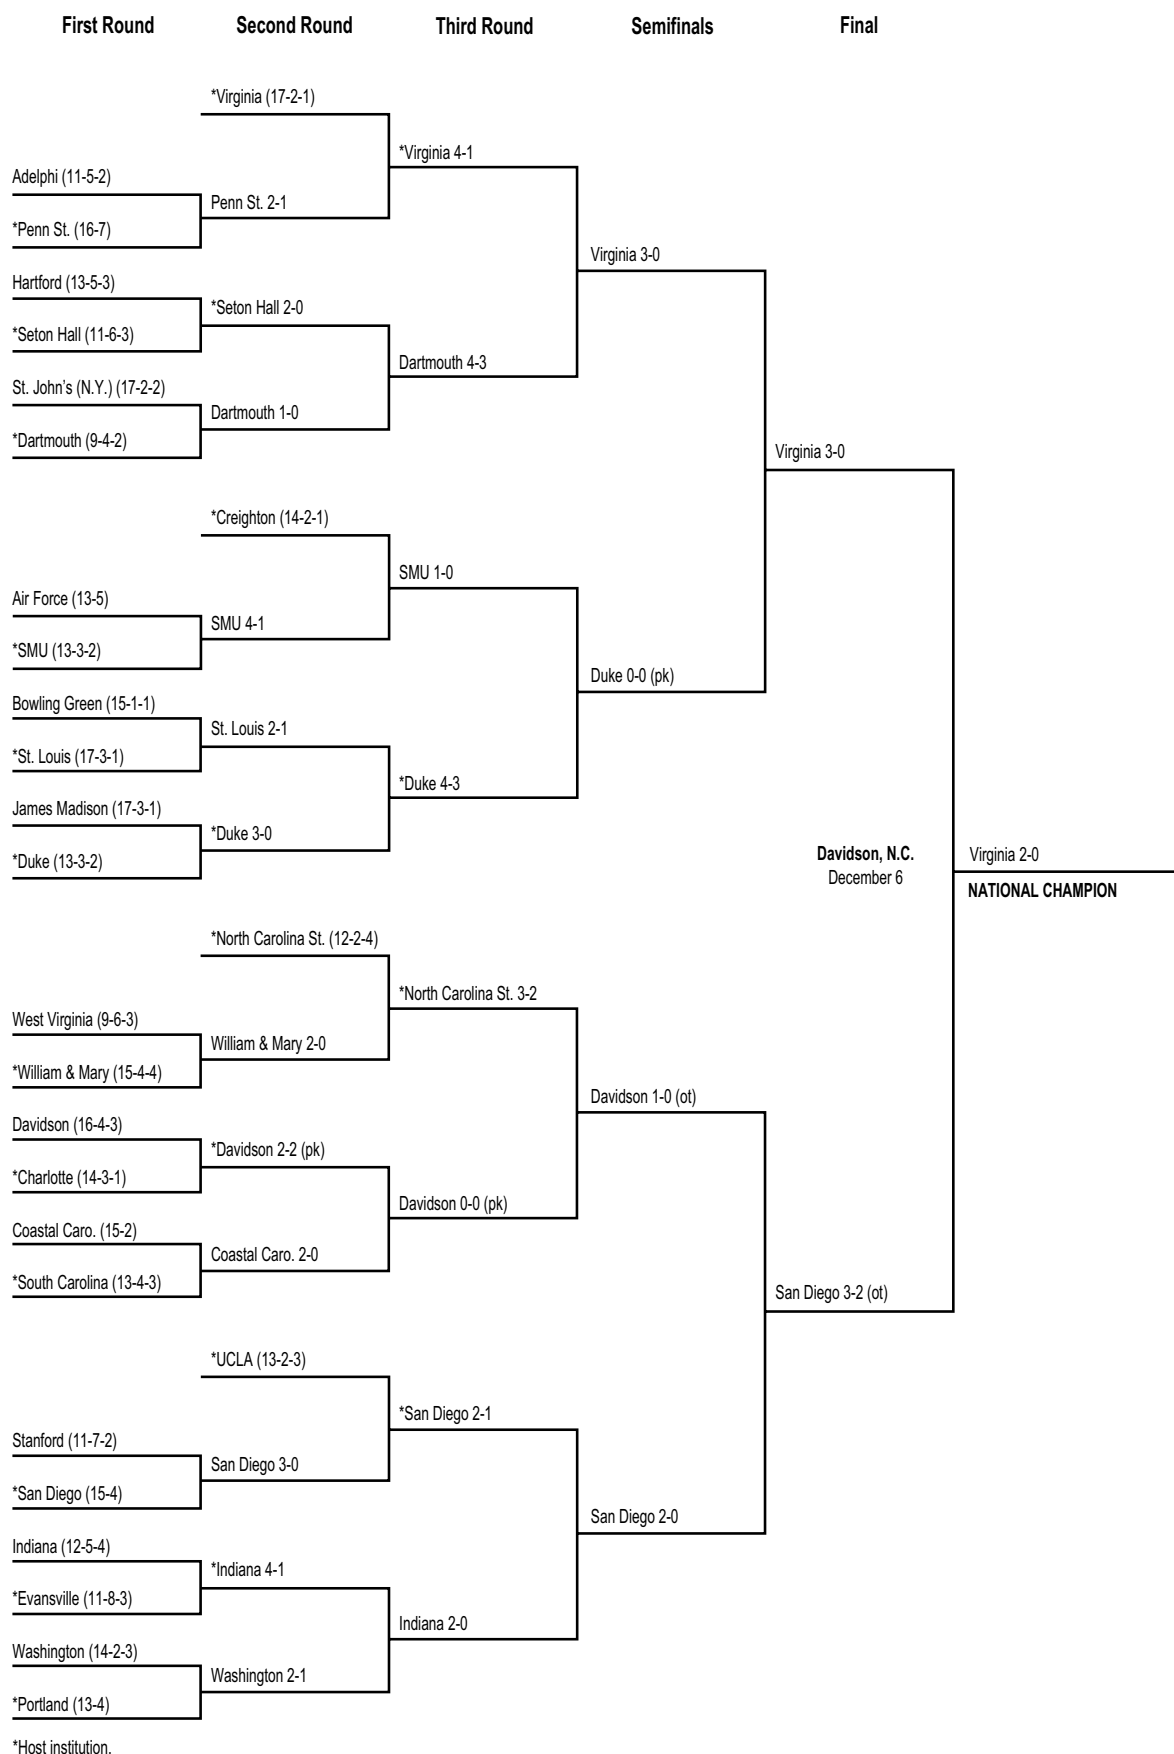 First Round
Second Round
Third Round
Semifinals
Final
*Virginia (17-2-1)
*Virginia 4-1
Adelphi (11-5-2)
Penn St. 2-1
*Penn St. (16-7)
Virginia 3-0
Hartford (13-5-3)
*Seton Hall 2-0
*Seton Hall (11-6-3)
Dartmouth 4-3
St. John's (N.Y.) (17-2-2)
Dartmouth 1-0
*Dartmouth (9-4-2)
Virginia 3-0
*Creighton (14-2-1)
SMU 1-0
Air Force (13-5)
SMU 4-1
*SMU (13-3-2)
Duke 0-0 (pk)
Bowling Green (15-1-1)
St. Louis 2-1
*St. Louis (17-3-1)
*Duke 4-3
James Madison (17-3-1)
*Duke 3-0
*Duke (13-3-2)
Davidson, N.C.
December 6
Virginia 2-0
NATIONAL CHAMPION
*North Carolina St. (12-2-4)
*North Carolina St. 3-2
West Virginia (9-6-3)
William & Mary 2-0
*William & Mary (15-4-4)
Davidson 1-0 (ot)
Davidson (16-4-3)
*Davidson 2-2 (pk)
*Charlotte (14-3-1)
Davidson 0-0 (pk)
Coastal Caro. (15-2)
Coastal Caro. 2-0
*South Carolina (13-4-3)
San Diego 3-2 (ot)
*UCLA (13-2-3)
*San Diego 2-1
Stanford (11-7-2)
San Diego 3-0
*San Diego (15-4)
San Diego 2-0
Indiana (12-5-4)
*Indiana 4-1
*Evansville (11-8-3)
Indiana 2-0
Washington (14-2-3)
Washington 2-1
*Portland (13-4)
*Host institution.